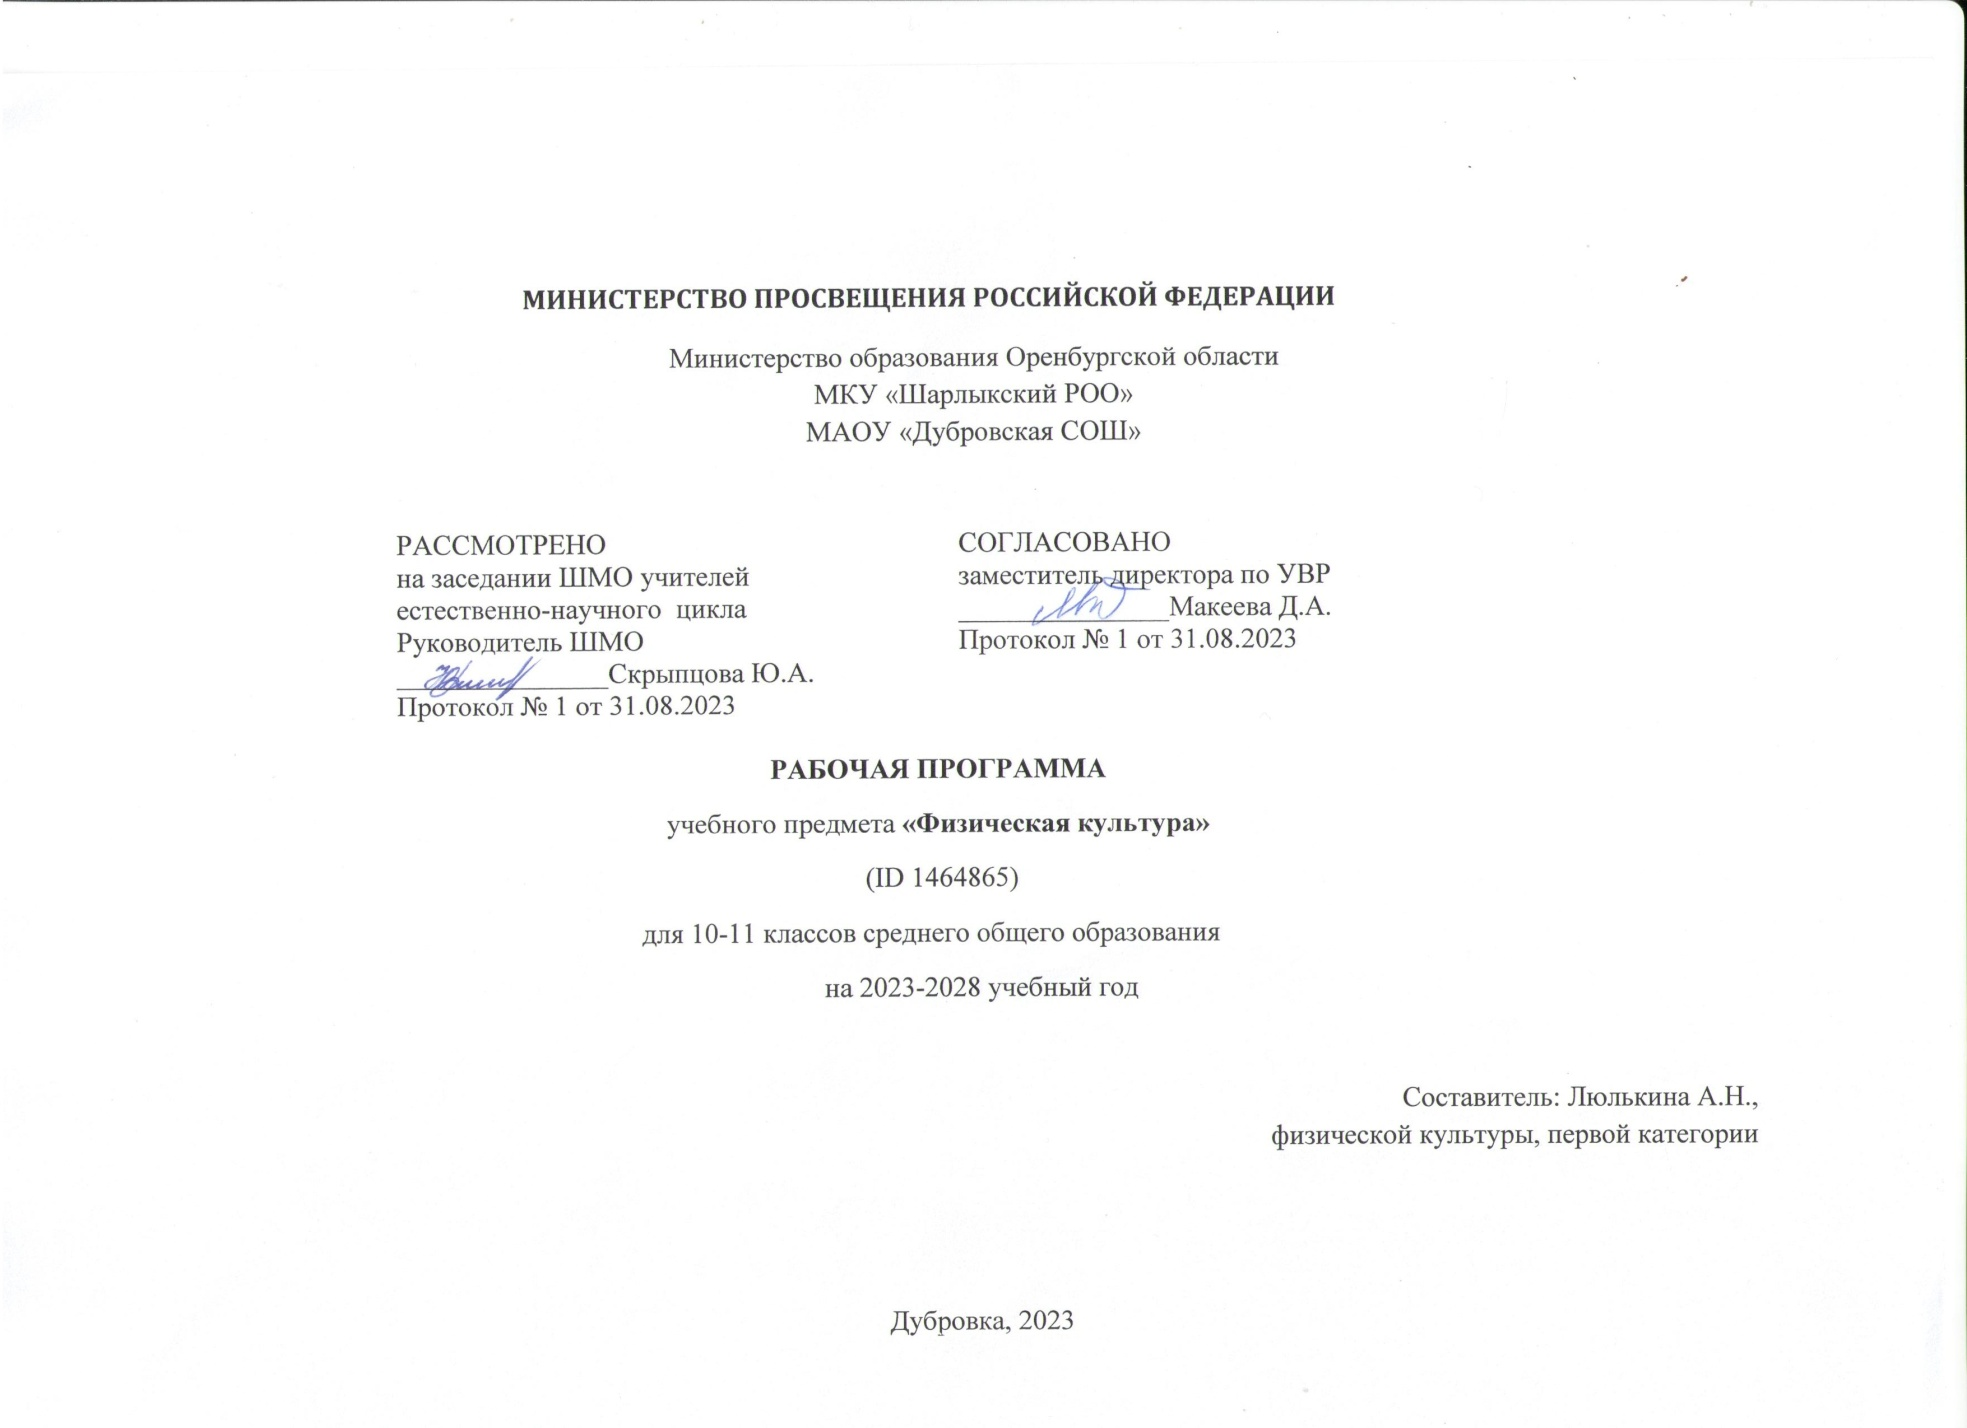 МИНИСТЕРСТВО ПРОСВЕЩЕНИЯ РОССИЙСКОЙ ФЕДЕРАЦИИ
Министерство образования Оренбургской области
МКУ «Шарлыкский РОО»
МАОУ «Дубровская СОШ»
РАССМОТРЕНО
на заседании ШМО учителей
естественно-научного цикла
Руководитель ШМО
_______________Скрыпцова Ю.А.
Протокол № 1 от 31.08.2023
СОГЛАСОВАНО
заместитель директора по УВР
_______________Макеева Д.А.
Протокол № 1 от 31.08.2023
РАБОЧАЯ ПРОГРАММА
учебного предмета «Физическая культура»
(ID 1464865)
для 10-11 классов среднего общего образования
на 2023-2028 учебный год
Составитель: Люлькина А.Н.,
физической культуры, первой категории
Дубровка, 2023